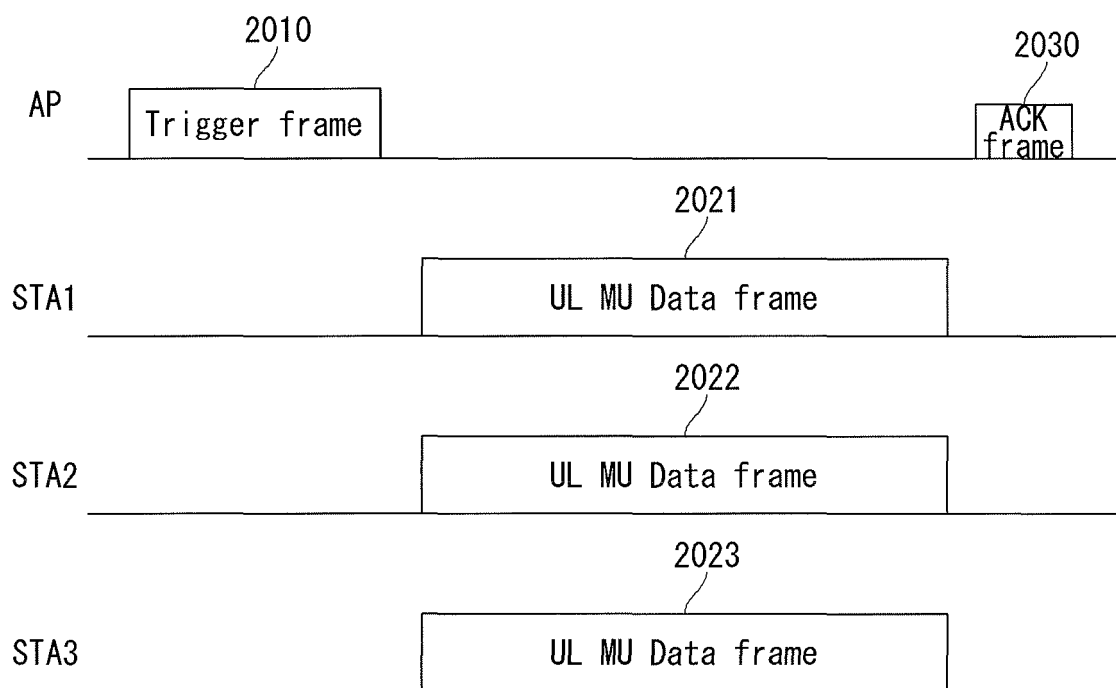 2010
2030
AP
Trigger frame
ACK
frame
2021
STA1
UL MU Data frame
2022
STA2
UL MU Data frame
2023
STA3
UL MU Data frame